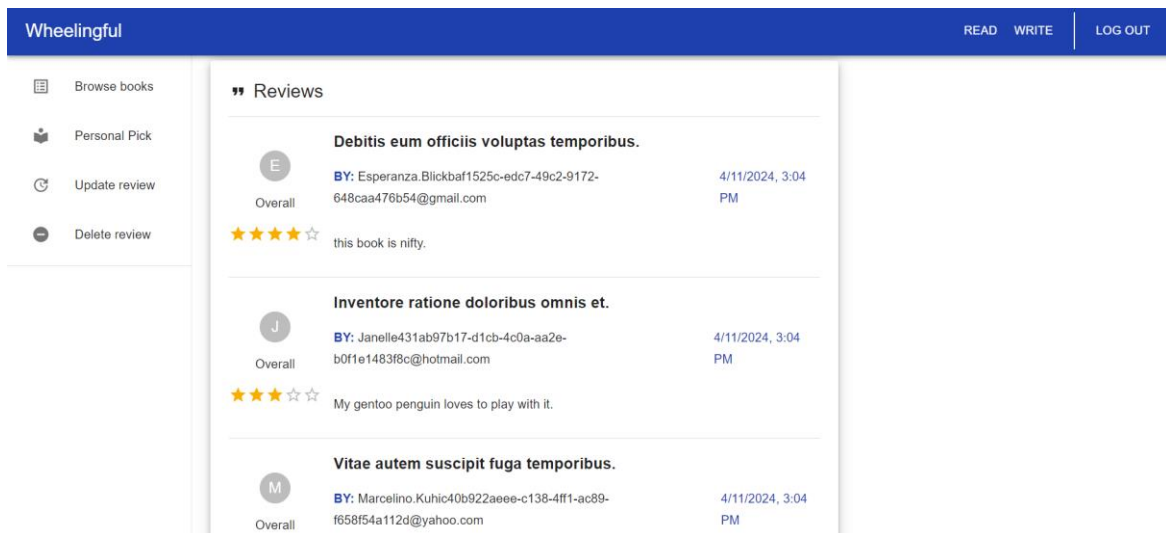 Wheelingful
READ WRITE LOG OUT
Browse books
Personal Pick
Update review
Delete review
Reviews
Debitis eum officiis voluptas temporibus.
E
BY: Esperanza.Blickbaf1525c-edc7-49c2-9172-
648caa476b54@gmail.com
4/11/2024, 3:04
PM
Overall
this book is nifty.
Inventore ratione doloribus omnis et.
J
BY: Janelle431ab97b17-d1cb-4c0a-aa2e-
b0f1e1483f8c@hotmail.com
4/11/2024, 3:04
PM
Overall
My gentoo penguin loves to play with it.
Vitae autem suscipit fuga temporibus.
M
BY: Marcelino.Kuhic40b922aeee-c138-4ff1-ac89-
f658f54a112d@yahoo.com
4/11/2024, 3:04
PM
Overall